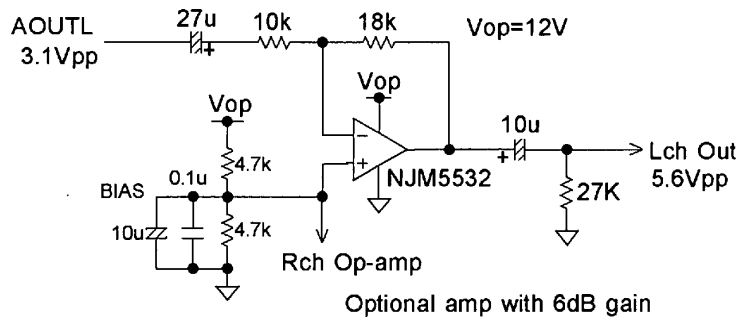 AOUTL
3.1Vpp
27u
10k
18k
Vop=12V
Vop
Vop
10u
−
+
+
+
NJM5532
Lch Out
5.6Vpp
27K
4.7k
BIAS
0.1u
10u
4.7k
Rch Op-amp
Optional amp with 6dB gain